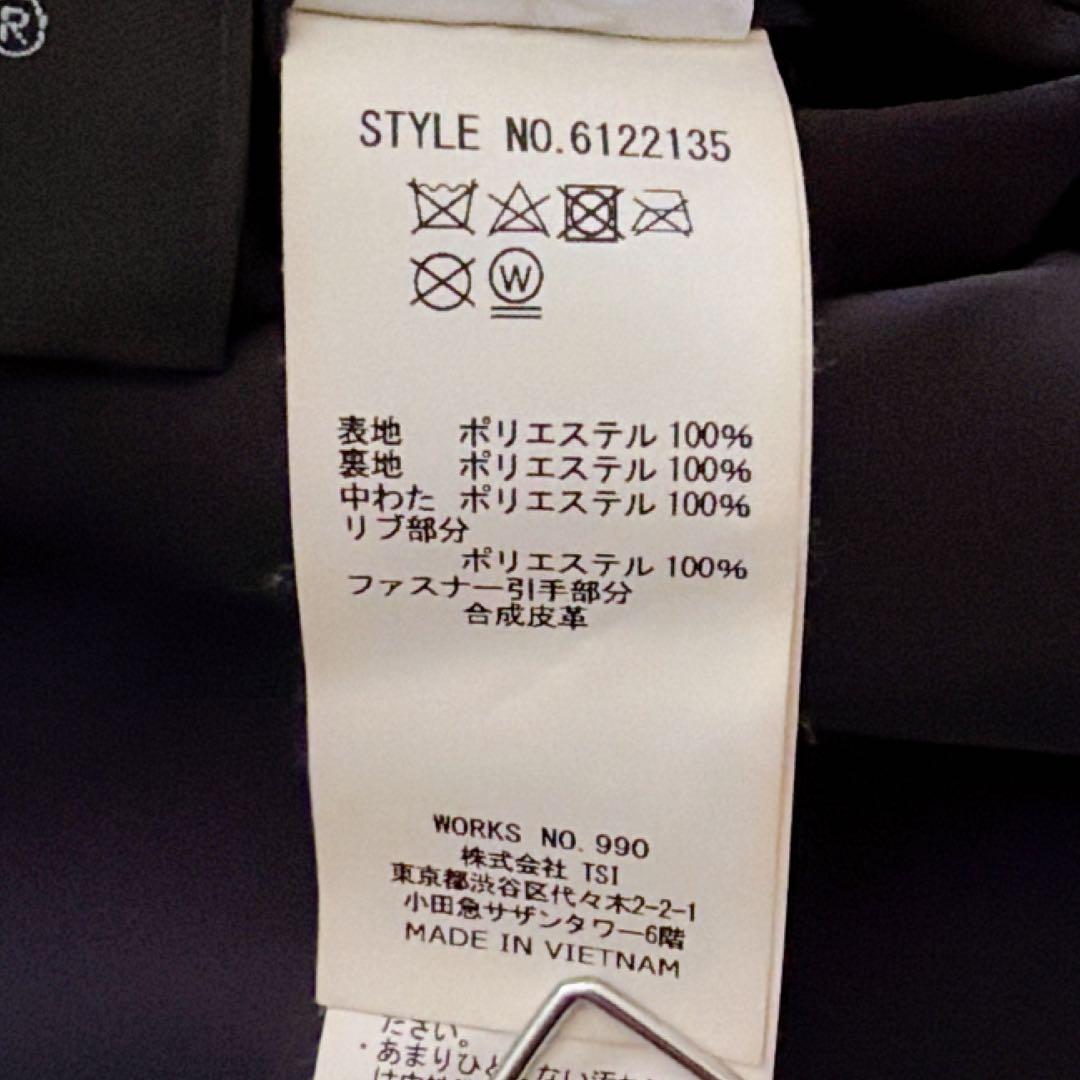 ®
STYLE NO.6122135
W
表地 ポリエステル 100%
裏地 ポリエステル 100%
中わた ポリエステル 100%
リブ部分
ポリエステル 100%
ファスナー引手部分
合成皮革
WORKS NO. 990
株式会社 TSI
東京都渋谷区代々木2-2-1
小田急サザンタワー6階
MADE IN VIETNAM
ださい。
・あまりひ